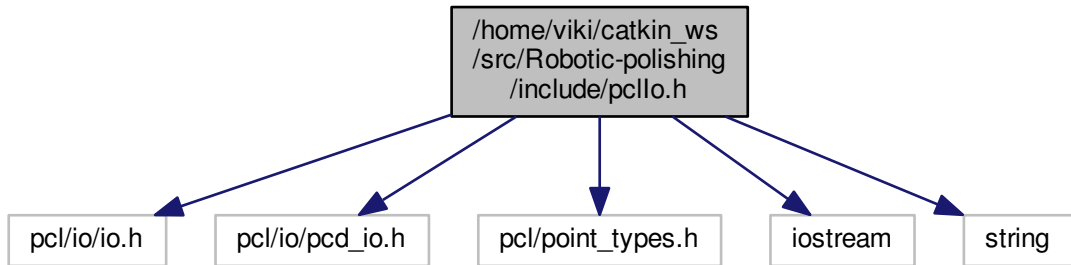 /home/viki/catkin_ws
/src/Robotic-polishing
/include/pclIo.h
pcl/io/io.h
pcl/io/pcd_io.h
pcl/point_types.h
iostream
string